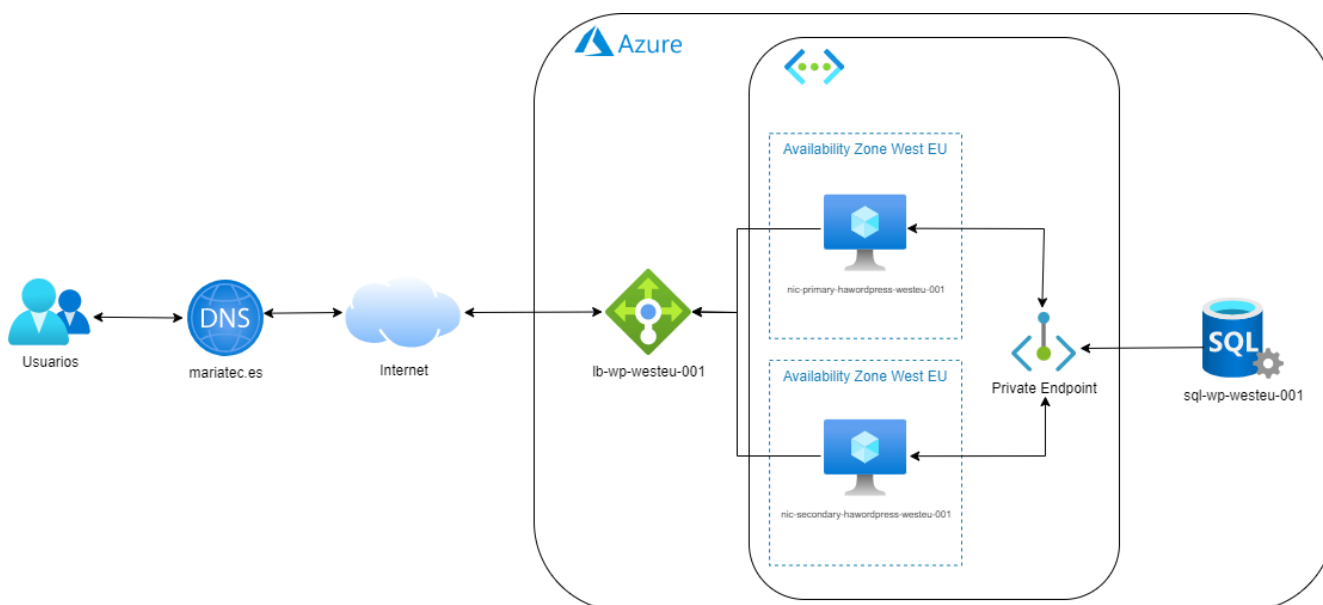 Azure
Availability Zone West EU
nic-primary-hawordpress-westeu-001
DNS
SQL
Usuarios
mariatec.es
Internet
lb-wp-westeu-001
Availability Zone West EU
Private Endpoint
sql-wp-westeu-001
nic-secondary-hawordpress-westeu-001